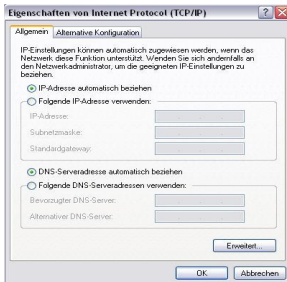 Eigenschaften von Internet Protocol (TCP/IP)
Allgemein
Alternative Konfiguration
IP-Einstellungen können automatisch zugewiesen werden, wenn das
Netzwerk diese Funktion unterstützt. Wenden Sie sich andernfalls an
den Netzwerkadministrator, um die geeigneten IP-Einstellungen zu
beziehen.
IP-Adresse automatisch beziehen
Folgende IP-Adresse verwenden:
IP-Adresse:
Subnetzmaske:
Standardgateway:
DNS-Serveradresse automatisch beziehen
Folgende DNS-Serveradressen verwenden:
Bevorzugter DNS-Server:
Alternativer DNS-Server:
Erweitert...
OK
Abbrechen